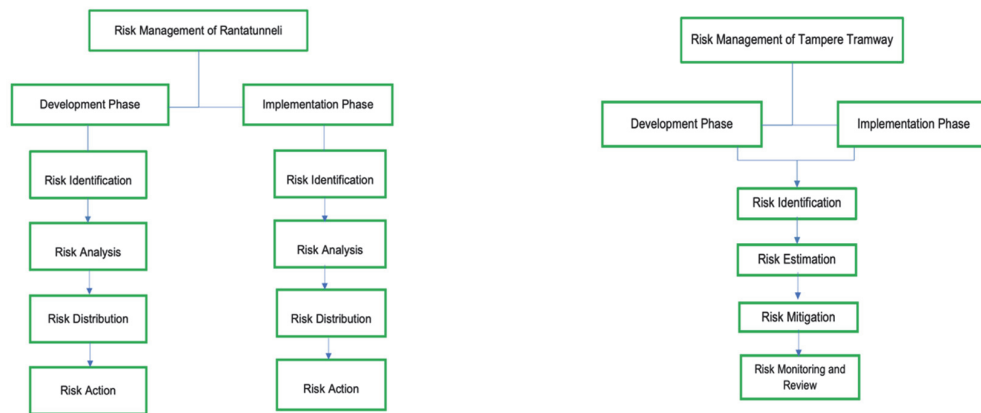 Risk Management of Rantatunneli
Development Phase
Implementation Phase
Risk Identification
Risk Analysis
Risk Distribution
Risk Action
Risk Identification
Risk Analysis
Risk Distribution
Risk Action
Risk Management of Tampere Tramway
Development Phase
Implementation Phase
Risk Identification
Risk Estimation
Risk Mitigation
Risk Monitoring and
Review